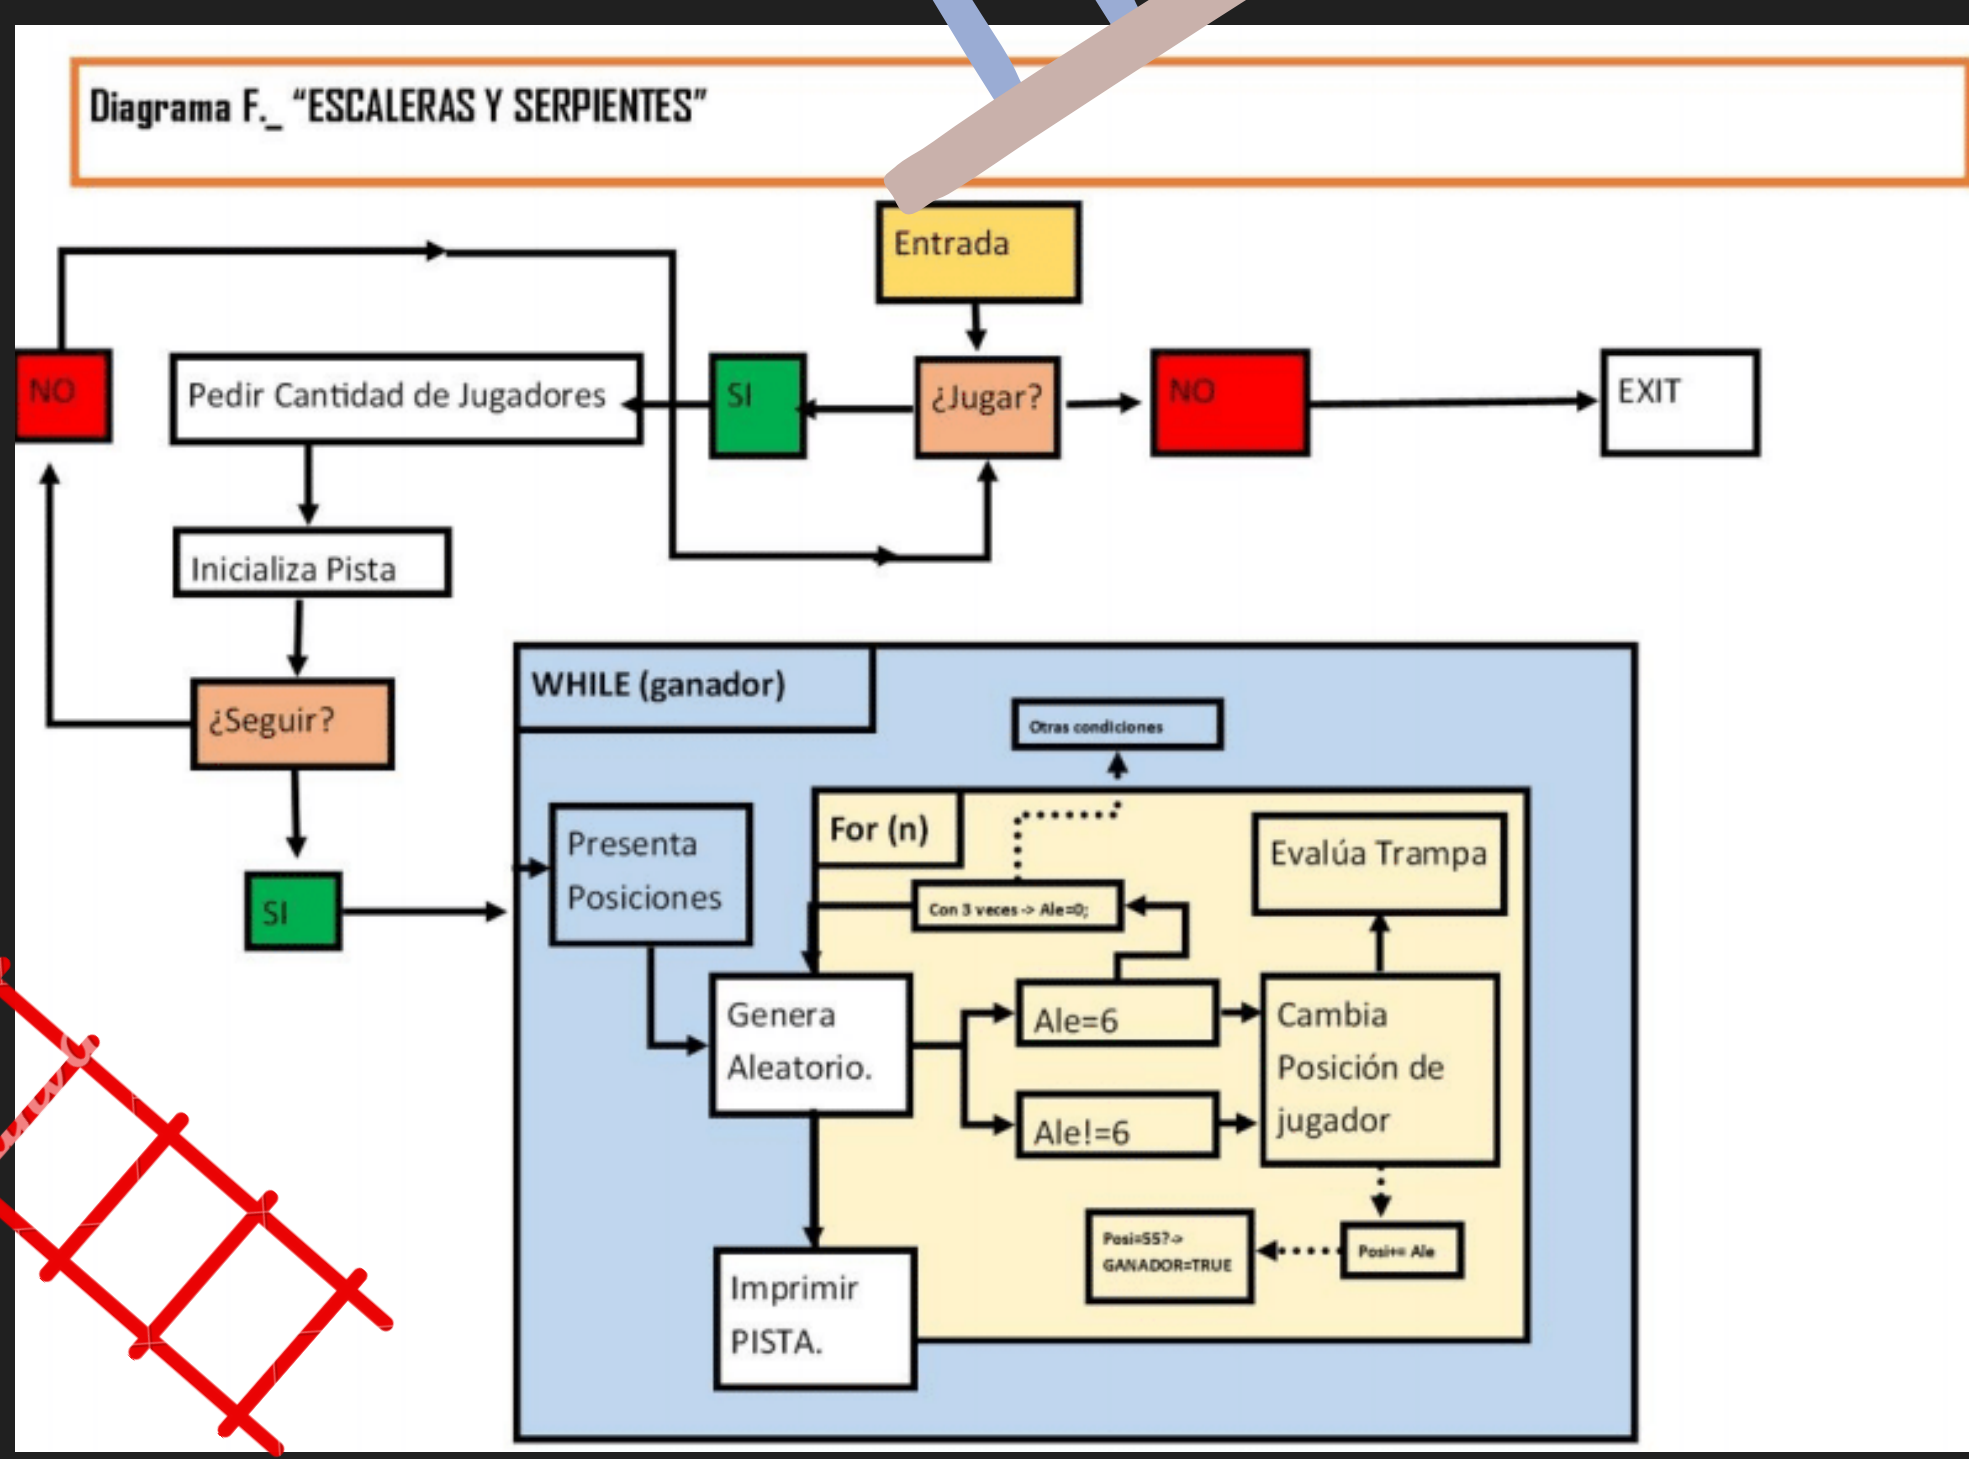 Diagrama F._ “ESCALERAS Y SERPIENTES”
Entrada
NO
Pedir Cantidad de Jugadores
SI
¿Jugar?
NO
EXIT
Inicializa Pista
¿Seguir?
SI
WHILE (ganador)
Otras condiciones
Presenta
Posiciones
For (n)
Con 3 veces -> Ale=0;
Evalúa Trampa
Genera
Aleatorio.
Ale=6
Ale!=6
Cambia
Posición de
jugador
Posi+= Ale
Posi=55?->
GANADOR=TRUE
Imprimir
PISTA.